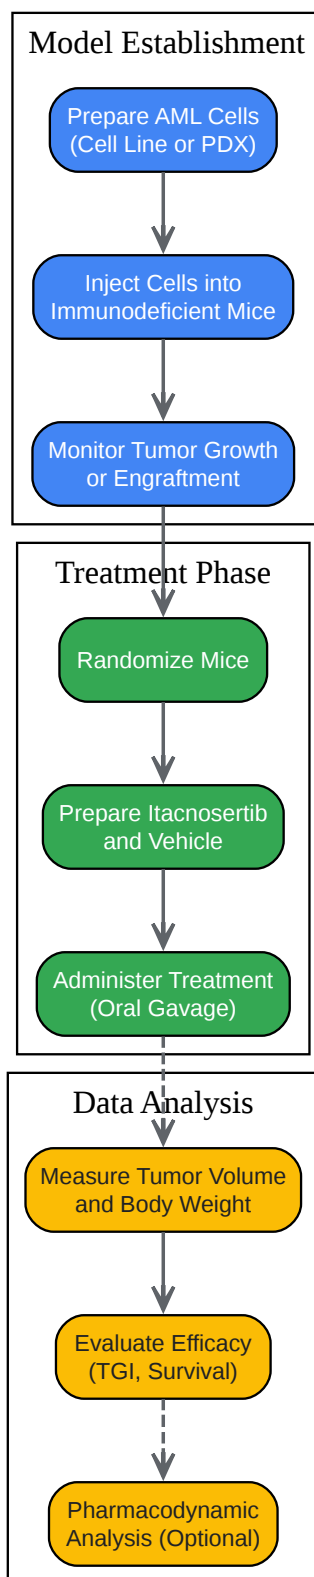 Model Establishment
Prepare AML Cells
(Cell Line or PDX)
Inject Cells into
Immunodeficient Mice
Monitor Tumor Growth
or Engraftment
Treatment Phase
Randomize Mice
Prepare Itacnosertib
and Vehicle
Administer Treatment
(Oral Gavage)
Data Analysis
Measure Tumor Volume
and Body Weight
Evaluate Efficacy
(TGI, Survival)
Pharmacodynamic
Analysis (Optional)